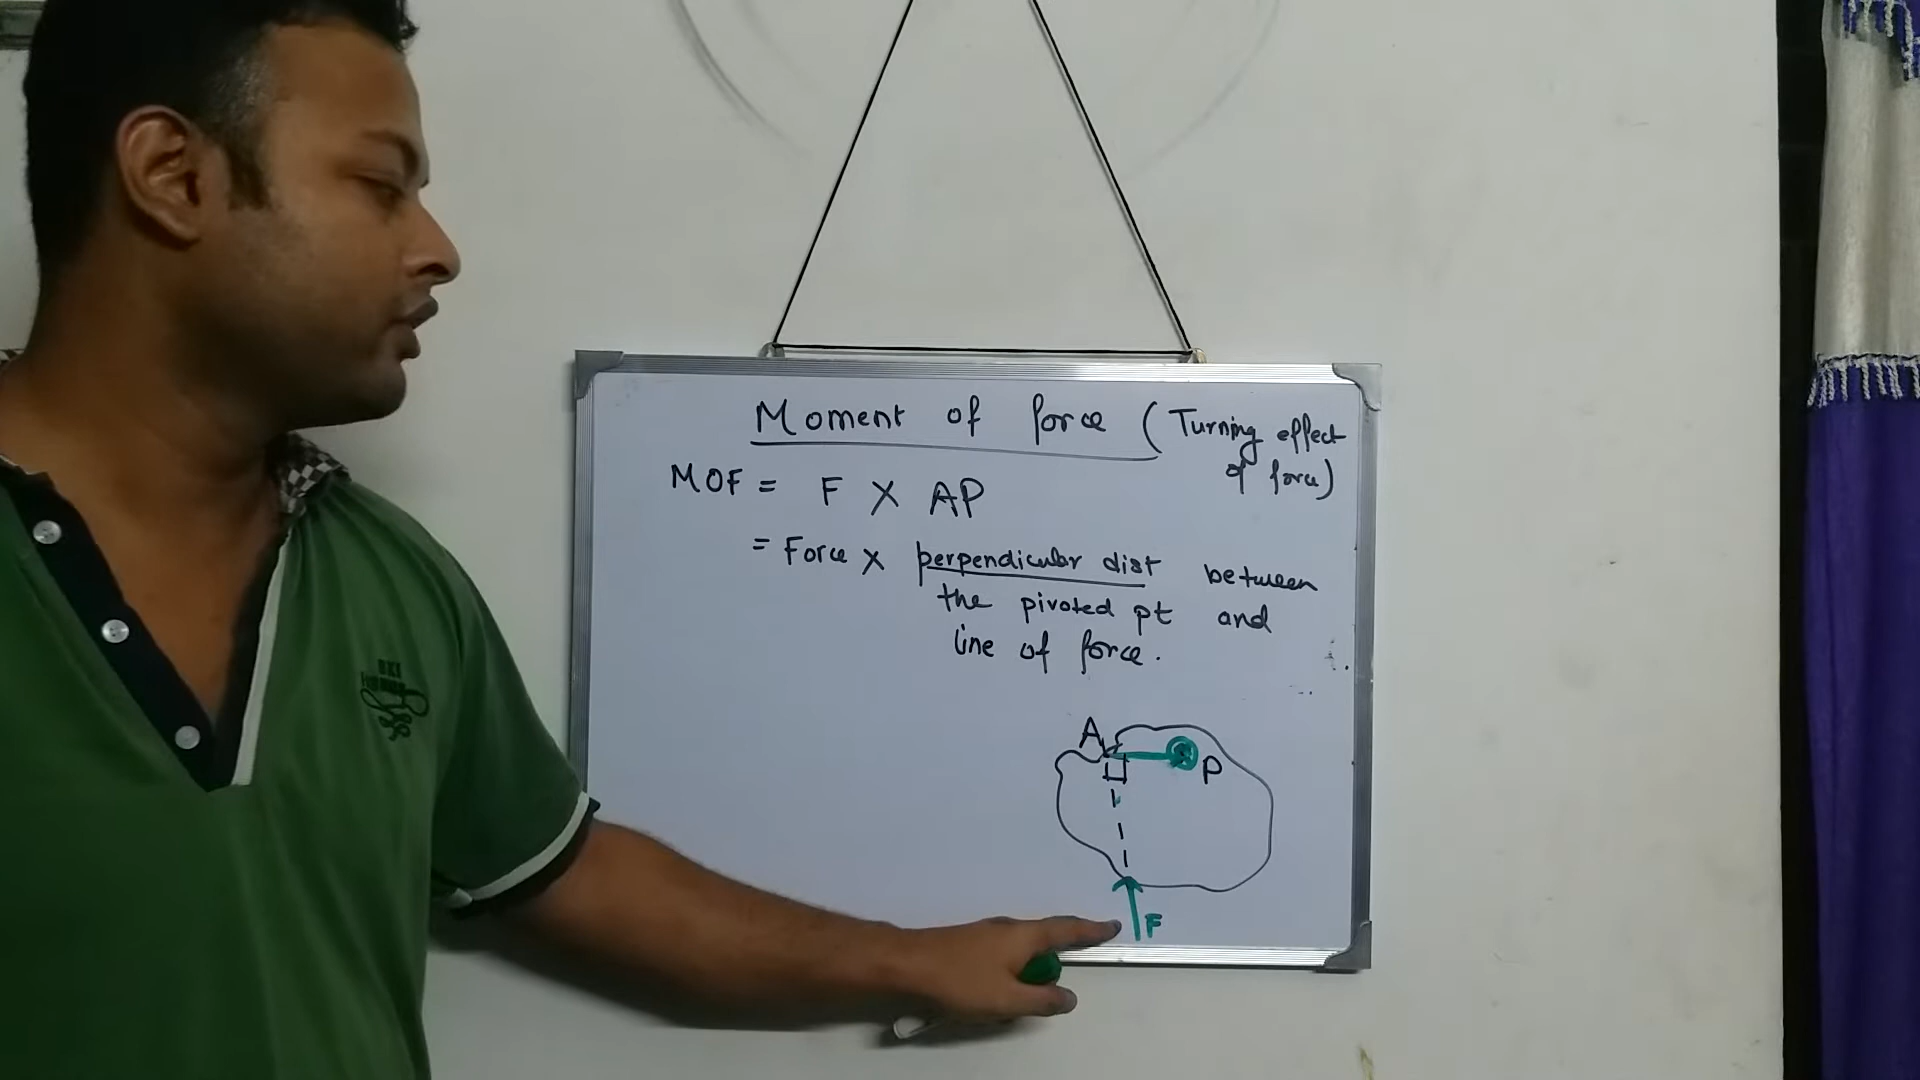 Moment of force (Turning effect
of force)
MOF = F X AP
= Force X perpendicular dist between
the pivoted pt and
line of force.
A
P
F